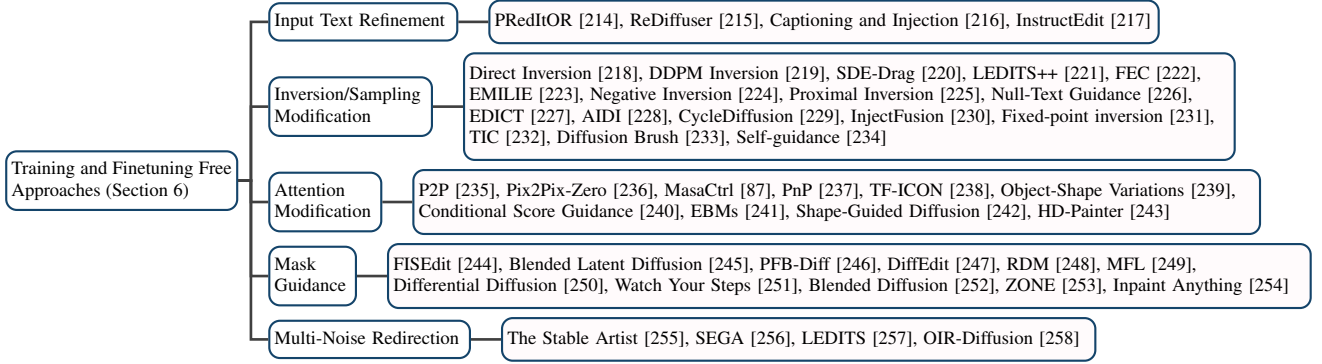 Input Text Refinement
PRedItOR [214], ReDiffuser [215], Captioning and Injection [216], InstructEdit [217]
Inversion/Sampling
Modification
Direct Inversion [218], DDPM Inversion [219], SDE-Drag [220], LEDITS++ [221], FEC [222],
EMILIE [223], Negative Inversion [224], Proximal Inversion [225], Null-Text Guidance [226],
EDICT [227], AIDI [228], CycleDiffusion [229], InjectFusion [230], Fixed-point inversion [231],
TIC [232], Diffusion Brush [233], Self-guidance [234]
Training and Finetuning Free
Approaches (Section 6)
Attention
Modification
P2P [235], Pix2Pix-Zero [236], MasaCtrl [87], PnP [237], TF-ICON [238], Object-Shape Variations [239],
Conditional Score Guidance [240], EBMs [241], Shape-Guided Diffusion [242], HD-Painter [243]
Mask
Guidance
FISEdit [244], Blended Latent Diffusion [245], PFB-Diff [246], DiffEdit [247], RDM [248], MFL [249],
Differential Diffusion [250], Watch Your Steps [251], Blended Diffusion [252], ZONE [253], Inpaint Anything [254]
Multi-Noise Redirection
The Stable Artist [255], SEGA [256], LEDITS [257], OIR-Diffusion [258]